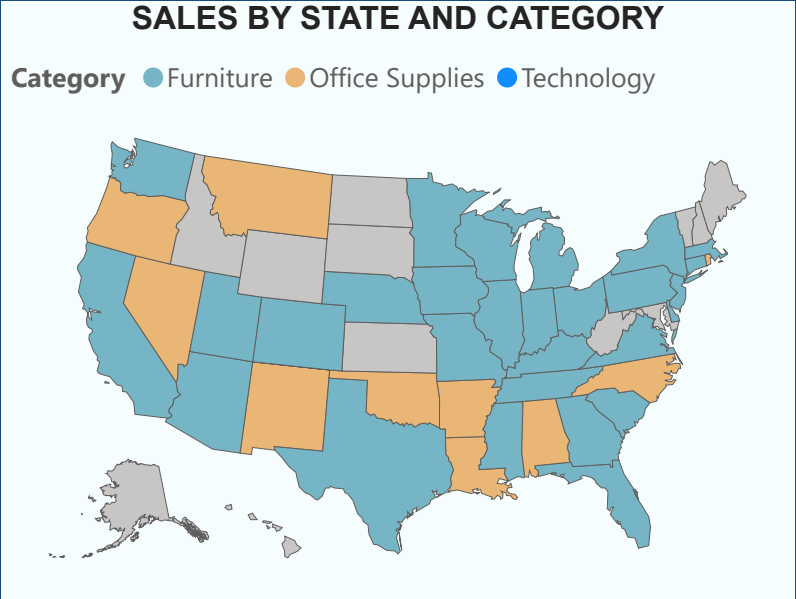 SALES BY STATE AND CATEGORY
Category Furniture Office Supplies Technology